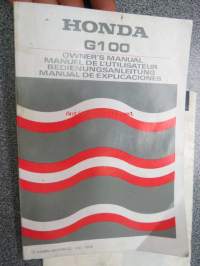 HONDA
G100
OWNER'S MANUAL
MANUEL DE L'UTILISATEUR
BEDIENUNGSANLEITUNG
MANUAL DE EXPLICACIONES